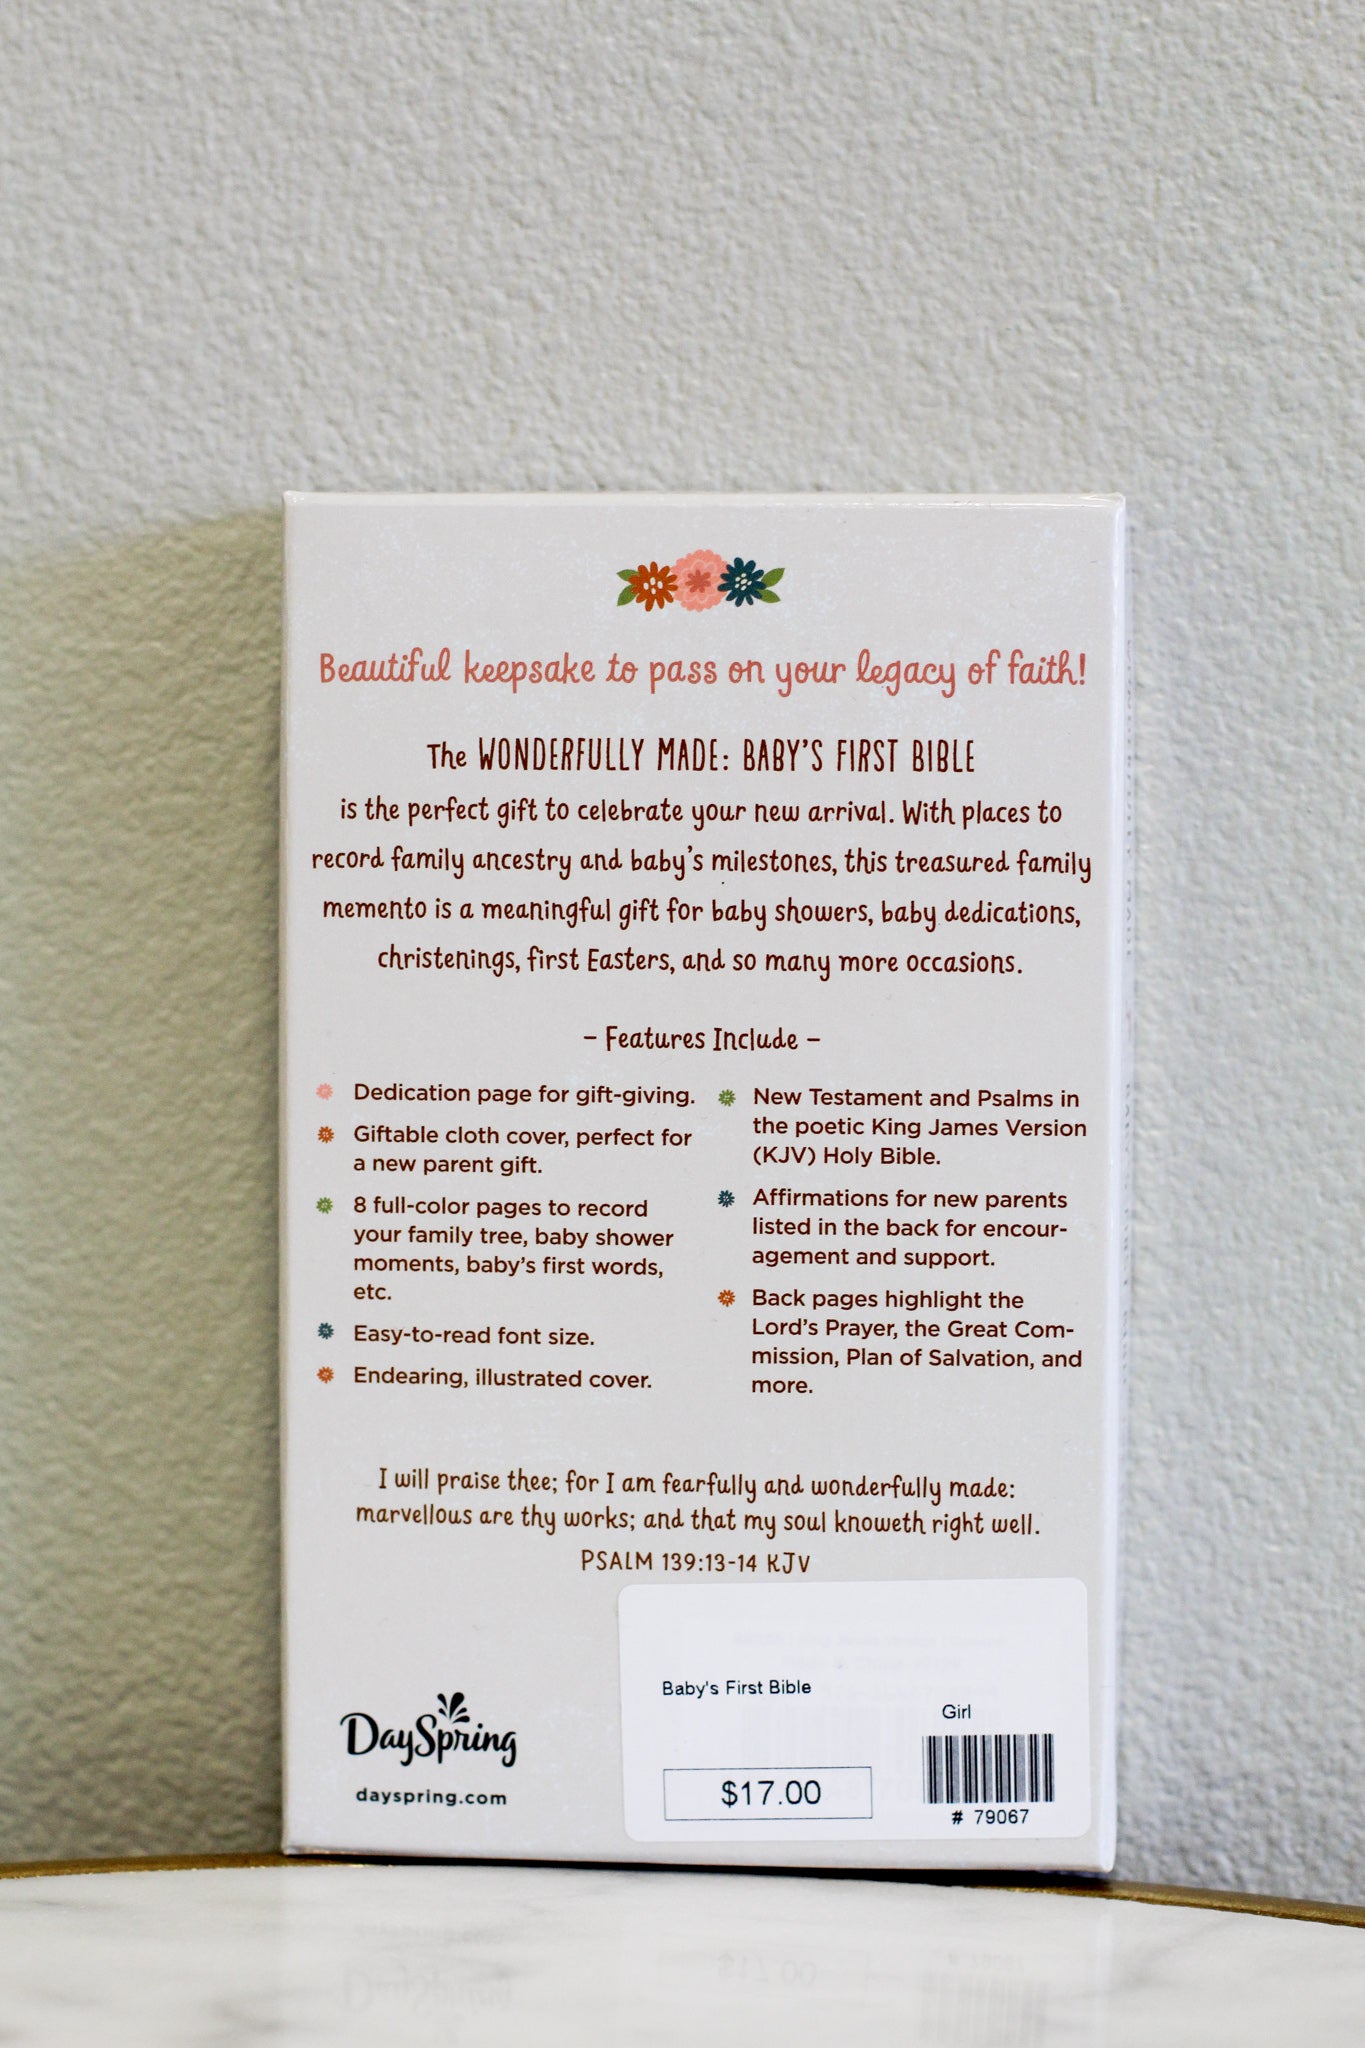 Beautiful keepsake to pass on your legacy of faith!
The WONDERFULLY MADE: BABY'S FIRST BIBLE
is the perfect gift to celebrate your new arrival. With places to
record family ancestry and baby's milestones, this treasured family
memento is a meaningful gift for baby showers, baby dedications,
christenings, first Easters, and so many more occasions.
– Features Include –
Dedication page for gift-giving.
Giftable cloth cover, perfect for
a new parent gift.
8 full-color pages to record
your family tree, baby shower
moments, baby's first words,
etc.
Easy-to-read font size.
Endearing, illustrated cover.
New Testament and Psalms in
the poetic King James Version
(KJV) Holy Bible.
Affirmations for new parents
listed in the back for encour-
agement and support.
Back pages highlight the
Lord's Prayer, the Great Com-
mission, Plan of Salvation, and
more.
I will praise thee; for I am fearfully and wonderfully made:
marvellous are thy works; and that my soul knoweth right well.
PSALM 139:13-14 KJV
DaySpring
dayspring.com
Baby's First Bible
Girl
$17.00
# 79067